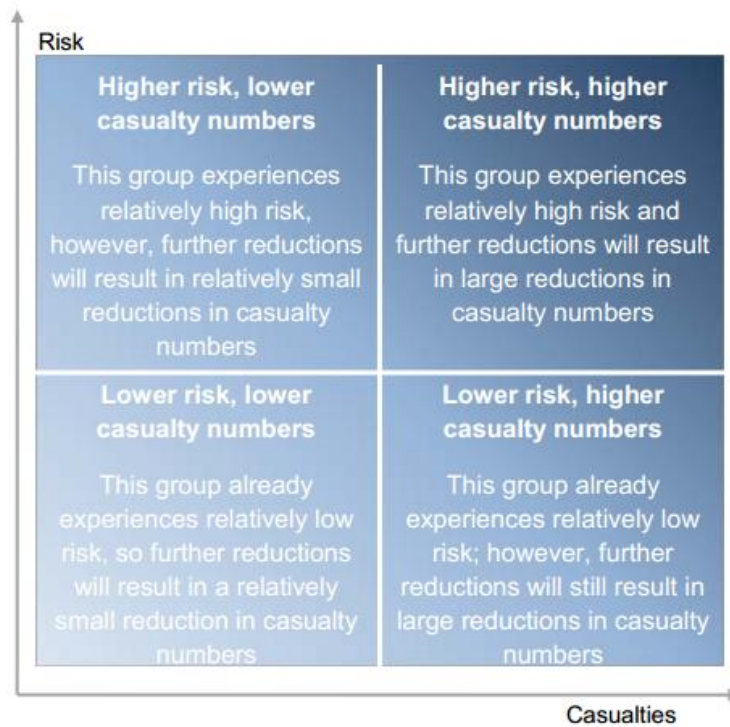 Risk
Higher risk, lower
casualty numbers
This group experiences
relatively high risk,
however, further reductions
will result in relatively small
reductions in casualty
numbers
Higher risk, higher
casualty numbers
This group experiences
relatively high risk and
further reductions will result
in large reductions in
casualty numbers
Lower risk, lower
casualty numbers
This group already
experiences relatively low
risk, so further reductions
will result in a relatively
small reduction in casualty
numbers
Lower risk, higher
casualty numbers
This group already
experiences relatively low
risk; however, further
reductions will still result in
large reductions in casualty
numbers
Casualties